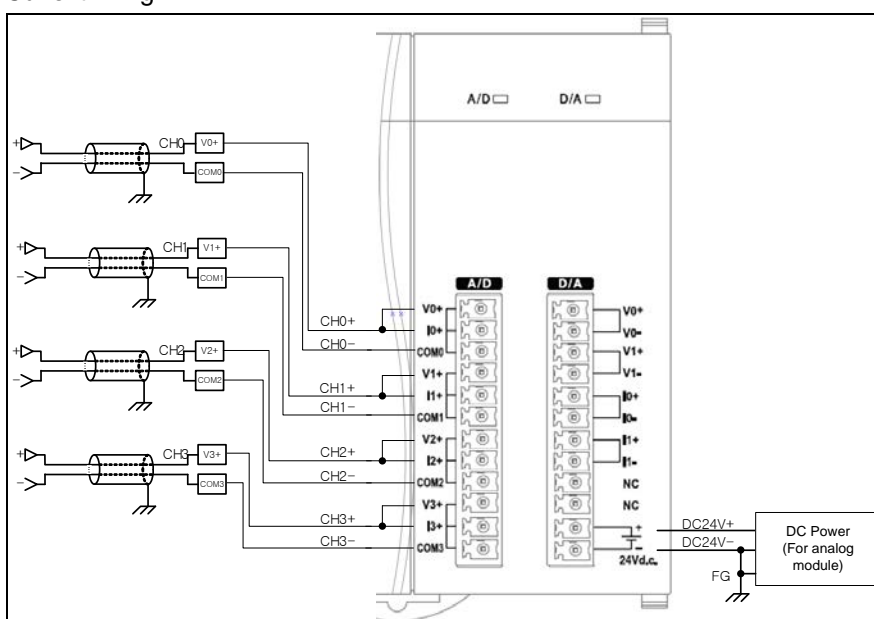 A/D D/A
+ CH0 V0+
- COM0
+ CH1 V1+
- COM1
+ CH2 V2+
- COM2
+ CH3 V3+
- COM3
CH0+
CH0-
CH1+
CH1-
CH2+
CH2-
CH3+
CH3-
A/D
V0+
I0+
COM0
V1+
I1+
COM1
V2+
I2+
COM2
V3+
I3+
COM3
D/A
V0+
V0-
V1+
V1-
I0+
I0-
I1+
I1-
NC
NC
+
-
24Vd.c.
DC24V+
DC24V-
FG
DC Power
(For analog
module)